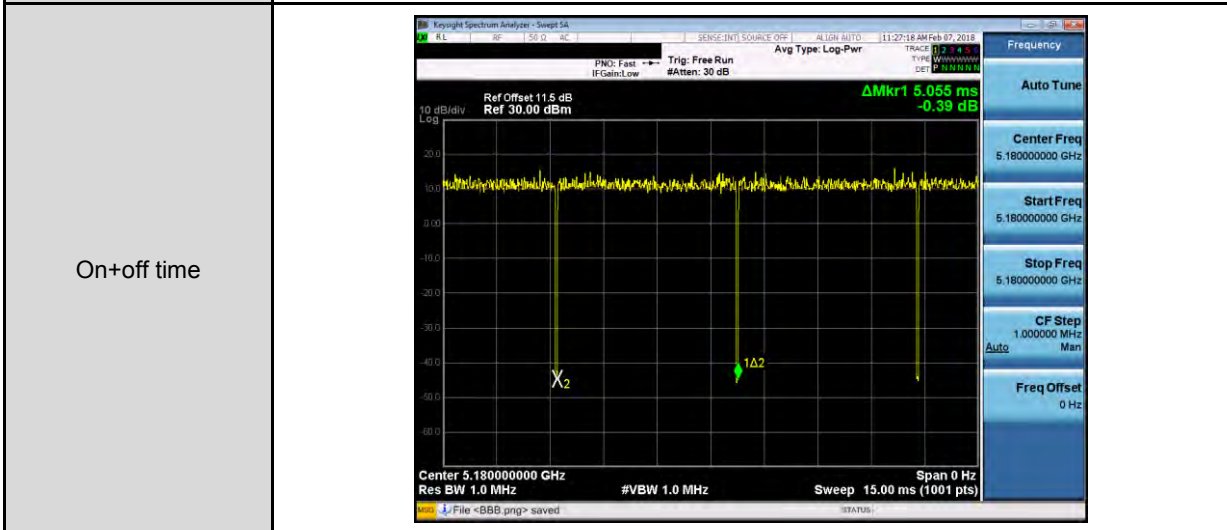 On+off time
Keysight Spectrum Analyzer - Swept SA
RL RF 50 Ω AC SENSE:INT SOURCE OFF ALIGN AUTO 11:27:18 AM Feb 07, 2018
Avg Type: Log-Pwr
TRACE 1 2 3 4 5 6
TYPE W
DET P N N N N N
PNO: Fast
IFGain:Low
Trig: Free Run
#Atten: 30 dB
Ref Offset 11.5 dB
Ref 30.00 dBm
10 dB/div
Log
ΔMkr1 5.055 ms
-0.39 dB
20.0
10.0
0.00
-10.0
-20.0
-30.0
-40.0
-50.0
-60.0
X2
1Δ2
Center 5.180000000 GHz
Span 0 Hz
Res BW 1.0 MHz
#VBW 1.0 MHz
Sweep 15.00 ms (1001 pts)
MSG File <BBB.png> saved
STATUS
Frequency
Auto Tune
Center Freq
5.180000000 GHz
Start Freq
5.180000000 GHz
Stop Freq
5.180000000 GHz
CF Step
1.000000 MHz
Auto Man
Freq Offset
0 Hz